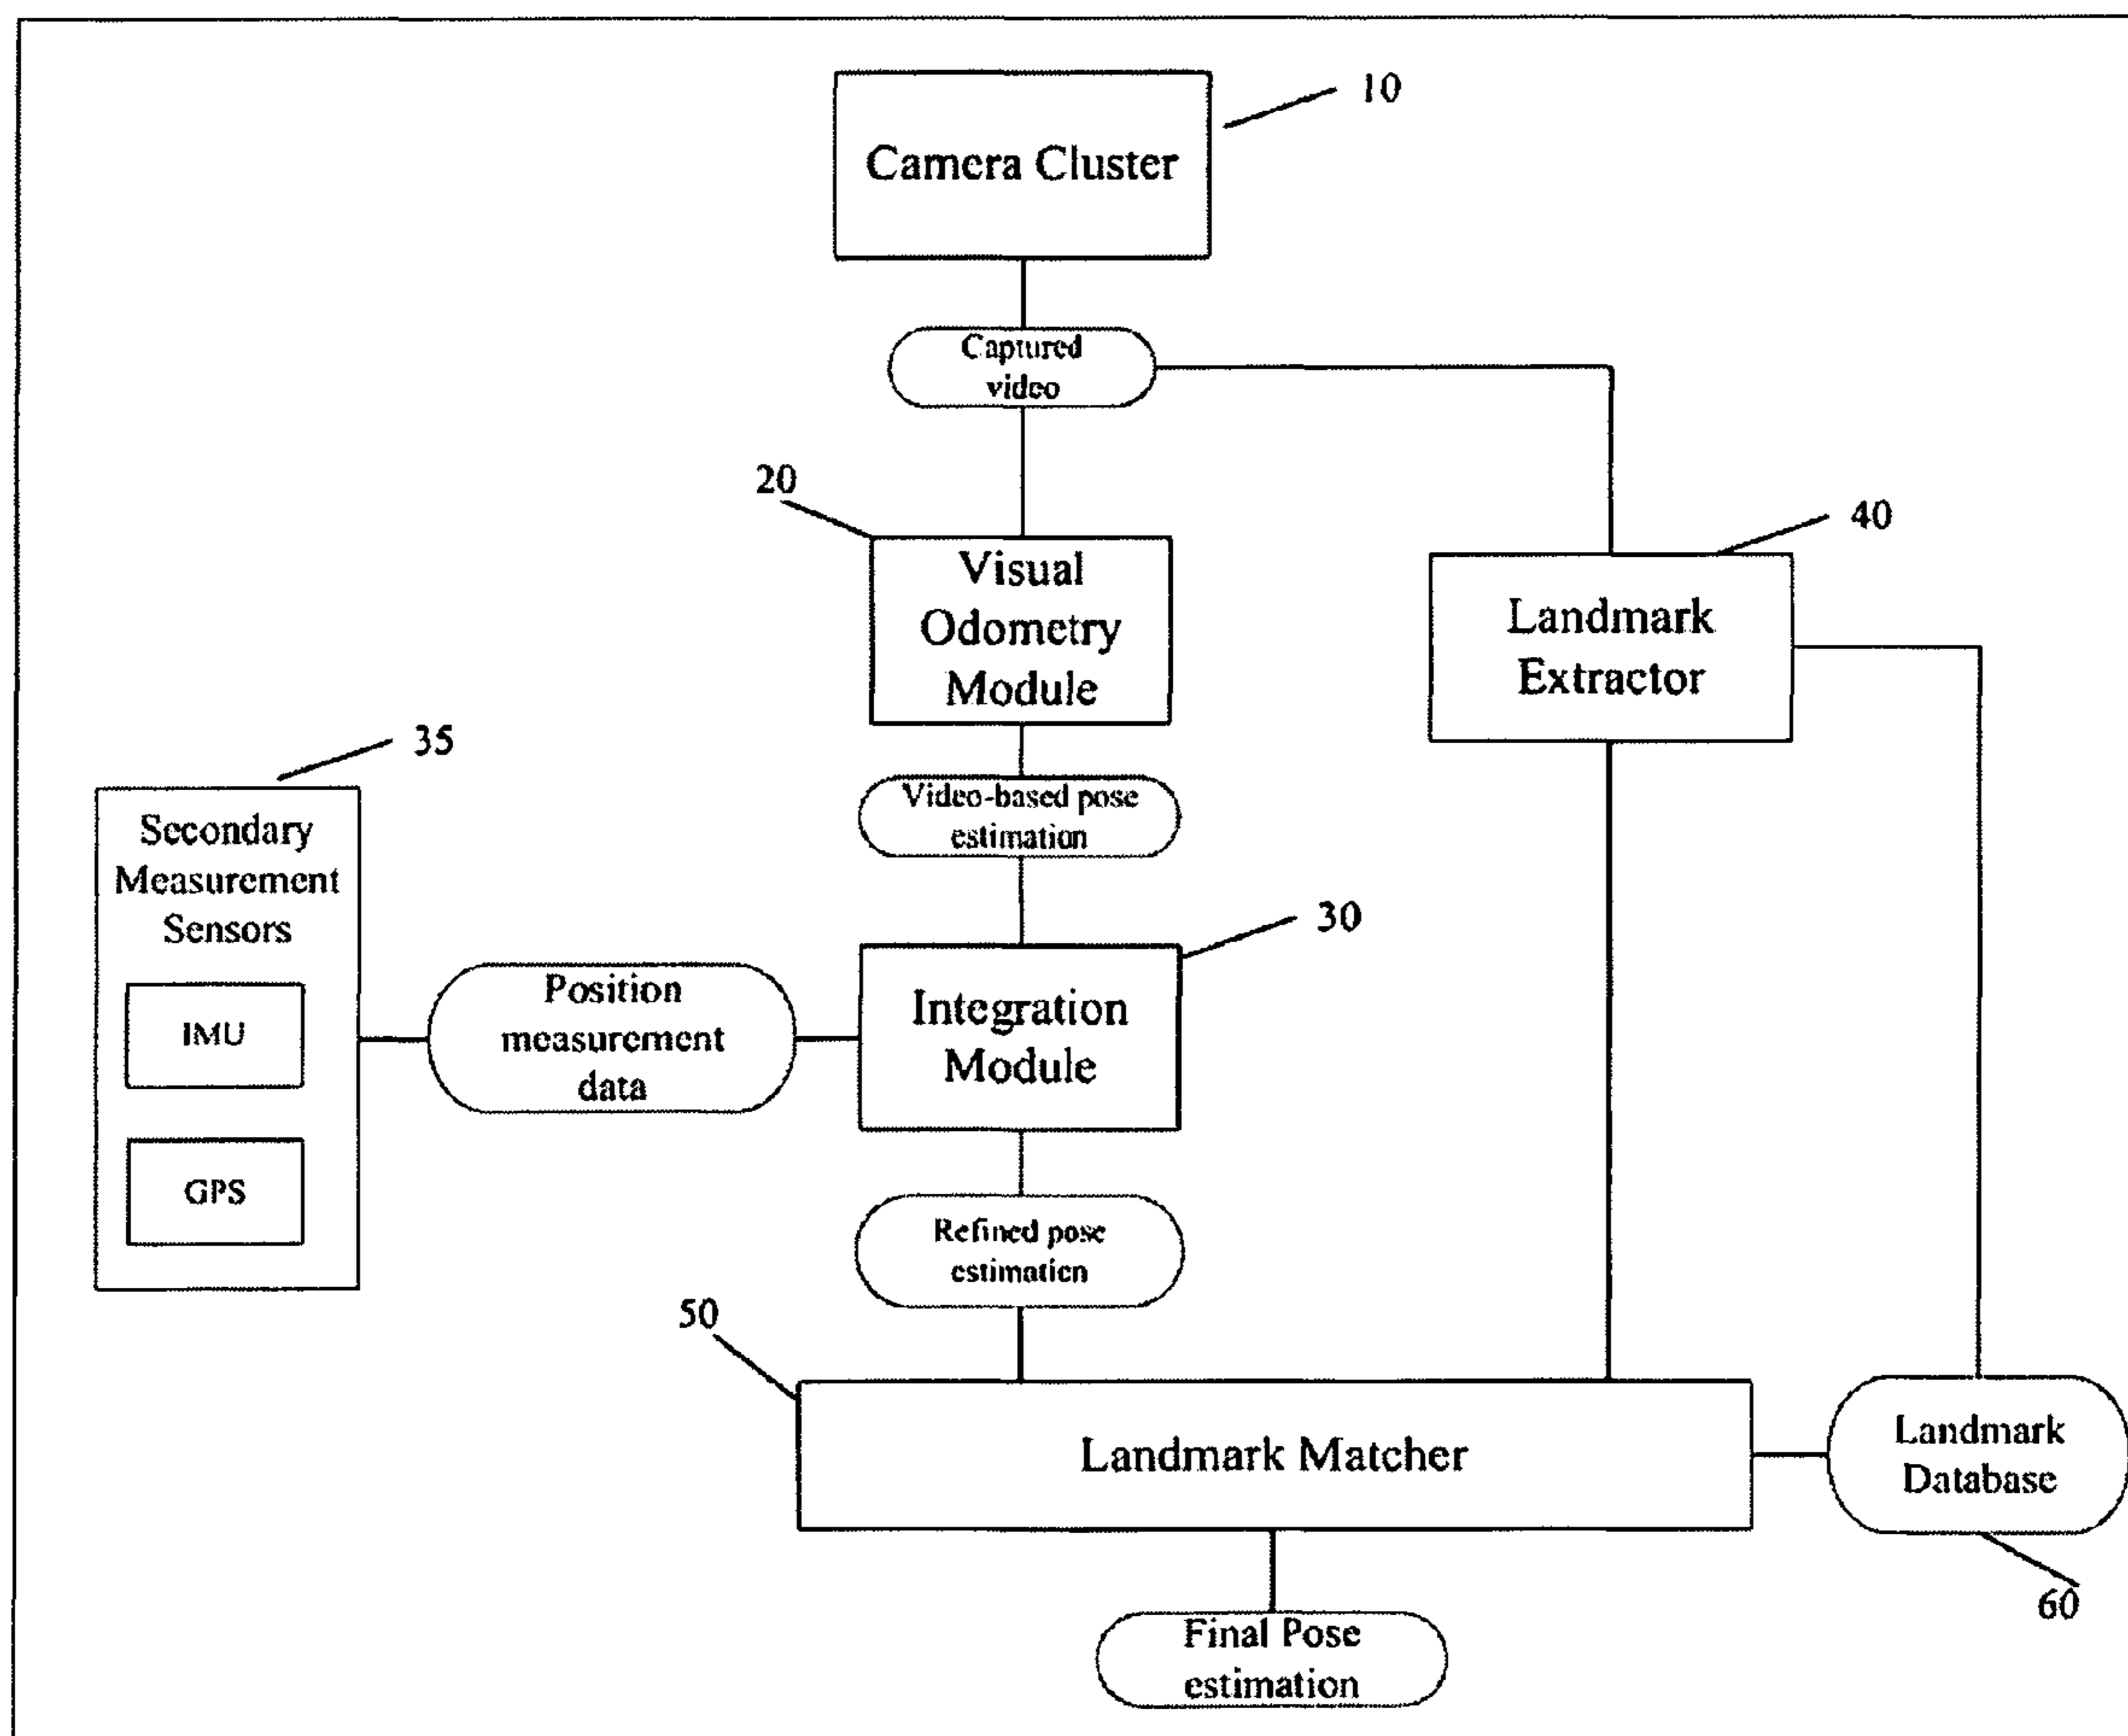 10
Camera Cluster
Captured
video
20
40
Visual
Odometry
Module
Landmark
Extractor
35
Video-based pose
estimation
Secondary
Measurement
Sensors
30
IMU
GPS
Position
measurement
data
Integration
Module
Refined pose
estimation
50
Landmark Matcher
Landmark
Database
60
Final Pose
estimation